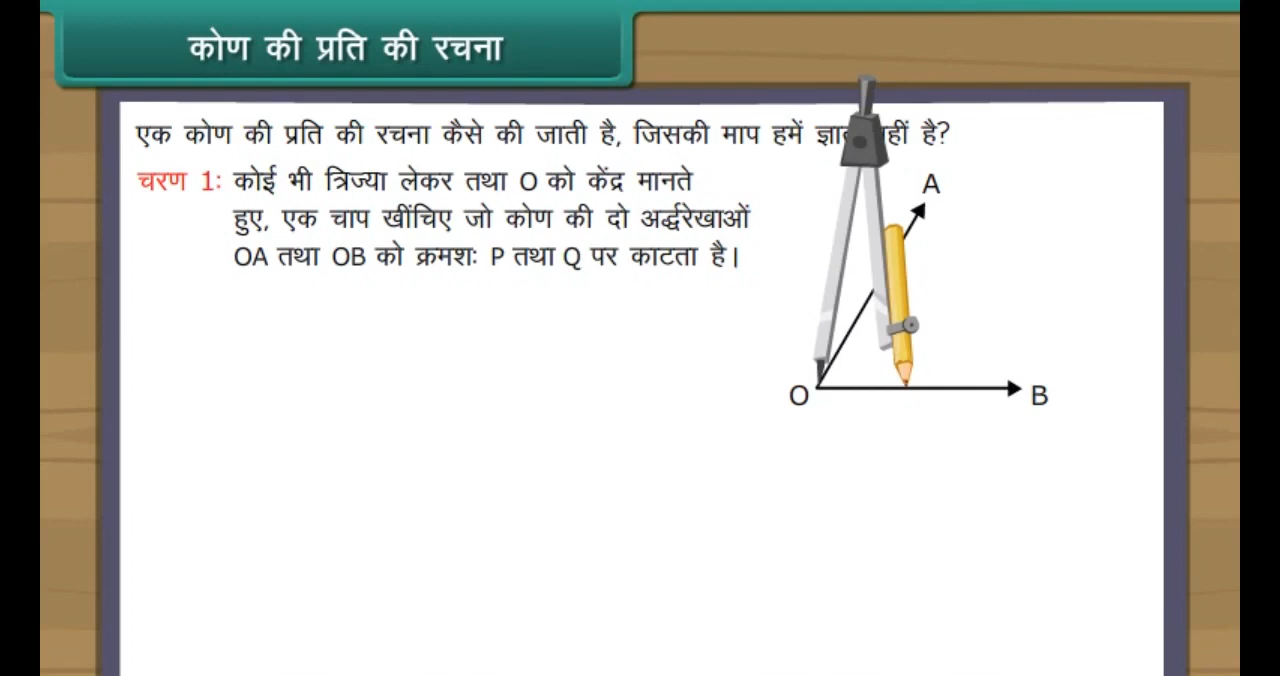 कोण की प्रति की रचना
एक कोण की प्रति की रचना कैसे की जाती है, जिसकी माप हमें है?
चरण 1: कोई भी त्रिज्या लेकर तथा O को केंद्र मानते
हुए, एक चाप खींचिए जो कोण की दो अर्द्धरेखाओं
OA तथा OB को क्रमशः P तथा Q पर काटता है।
A
O
B